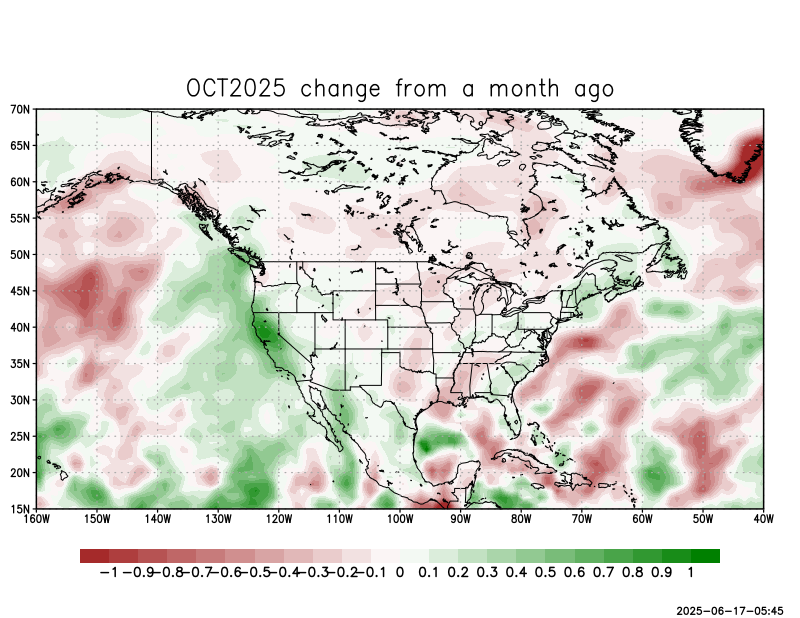 OCT2025 change from a month ago
70N
65N
60N
55N
50N
45N
40N
35N
30N
25N
20N
15N
160W 150W 140W 130W 120W 110W 100W 90W 80W 70W 60W 50W 40W
−1 −0.9 −0.8 −0.7 −0.6 −0.5 −0.4 −0.3 −0.2 −0.1 0 0.1 0.2 0.3 0.4 0.5 0.6 0.7 0.8 0.9 1
2025-06-17-05:45